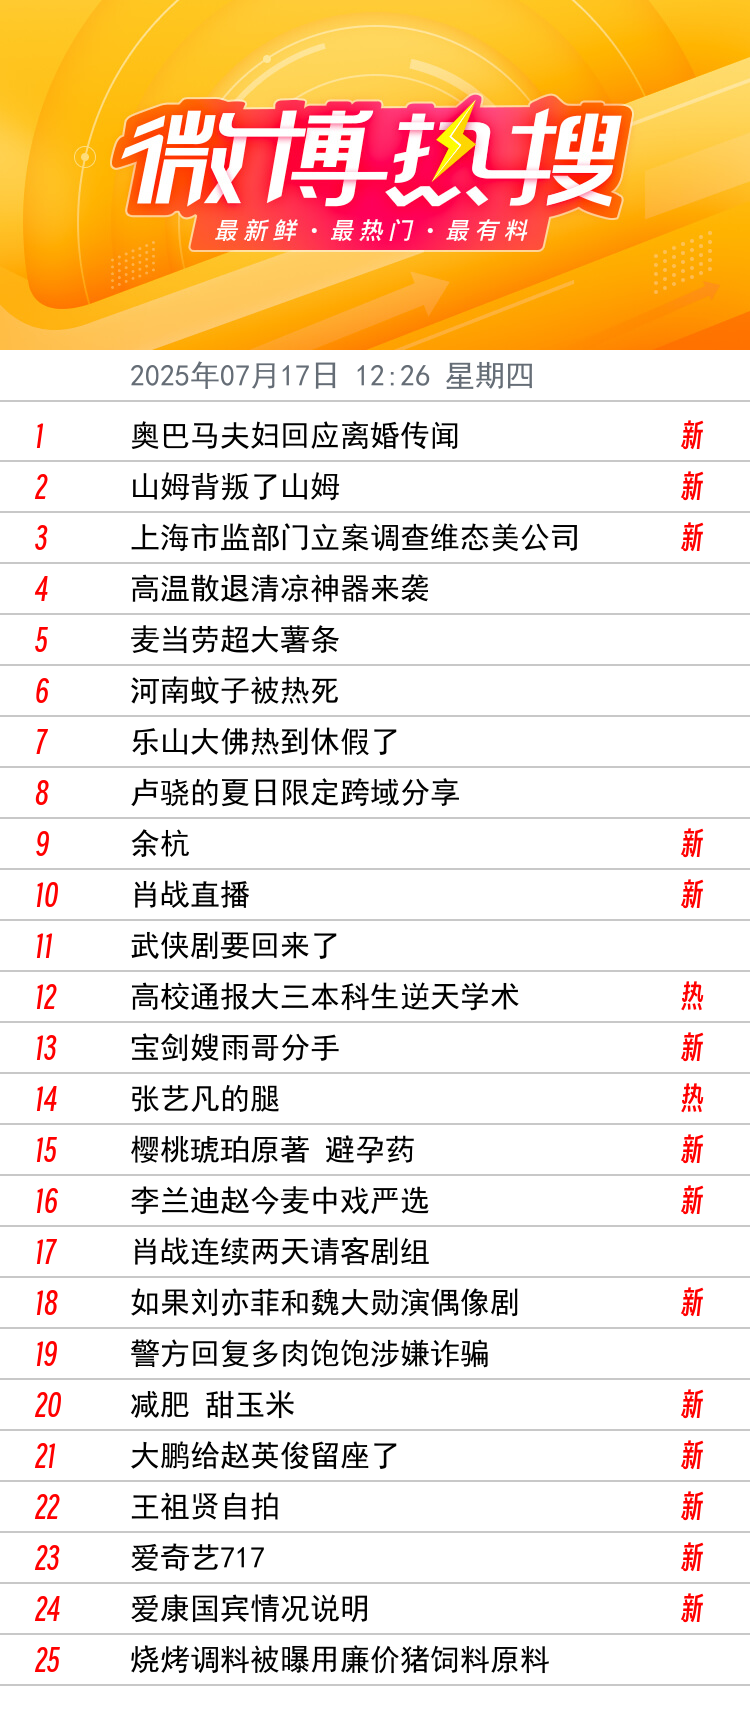 微博热搜
最新鲜·最热门·最有料
2025年07月17日 12:26 星期四
1 奥巴马夫妇回应离婚传闻 新
2 山姆背叛了山姆 新
3 上海市监部门立案调查维态美公司 新
4 高温散退清凉神器来袭
5 麦当劳超大薯条
6 河南蚊子被热死
7 乐山大佛热到休假了
8 卢骁的夏日限定跨域分享
9 余杭 新
10 肖战直播 新
11 武侠剧要回来了
12 高校通报大三本科生逆天学术 热
13 宝剑嫂雨哥分手 新
14 张艺凡的腿 热
15 樱桃琥珀原著 避孕药 新
16 李兰迪赵今麦中戏严选 新
17 肖战连续两天请客剧组
18 如果刘亦菲和魏大勋演偶像剧 新
19 警方回复多肉饱饱涉嫌诈骗
20 减肥 甜玉米 新
21 大鹏给赵英俊留座了 新
22 王祖贤自拍 新
23 爱奇艺717 新
24 爱康国宾情况说明 新
25 烧烤调料被曝用廉价猪饲料原料